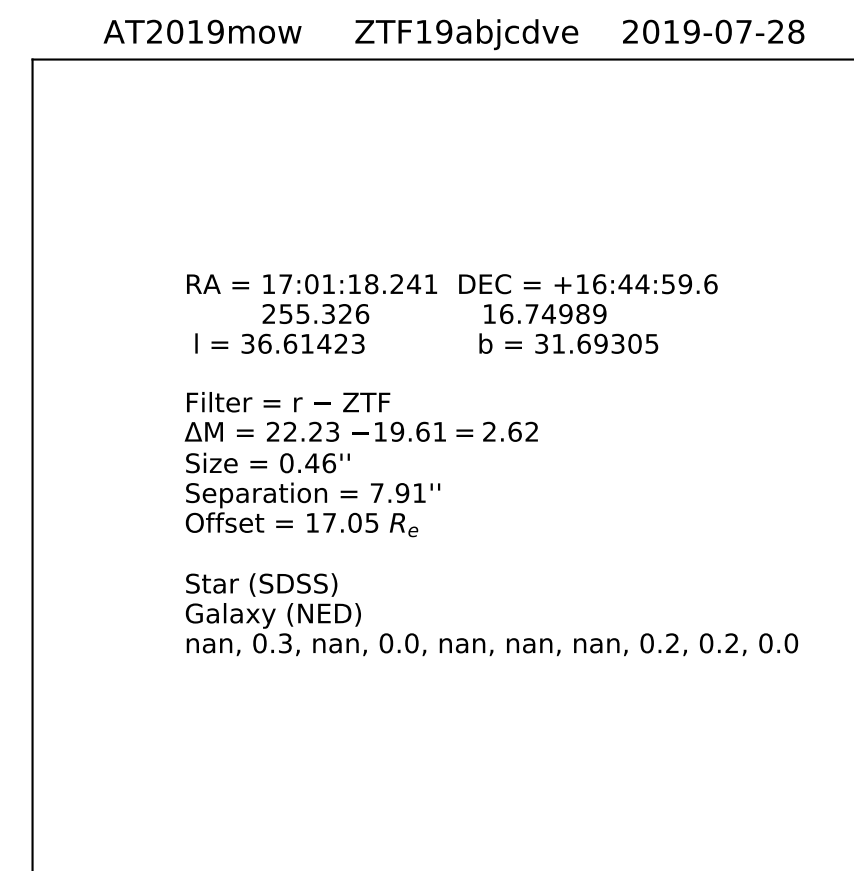 AT2019mow ZTF19abjcdve 2019-07-28
RA = 17:01:18.241 DEC = +16:44:59.6
255.326 16.74989
l = 36.61423 b = 31.69305
Filter = r − ZTF
ΔM = 22.23 −19.61 = 2.62
Size = 0.46''
Separation = 7.91''
Offset = 17.05 Rₑ
Star (SDSS)
Galaxy (NED)
nan, 0.3, nan, 0.0, nan, nan, nan, 0.2, 0.2, 0.0